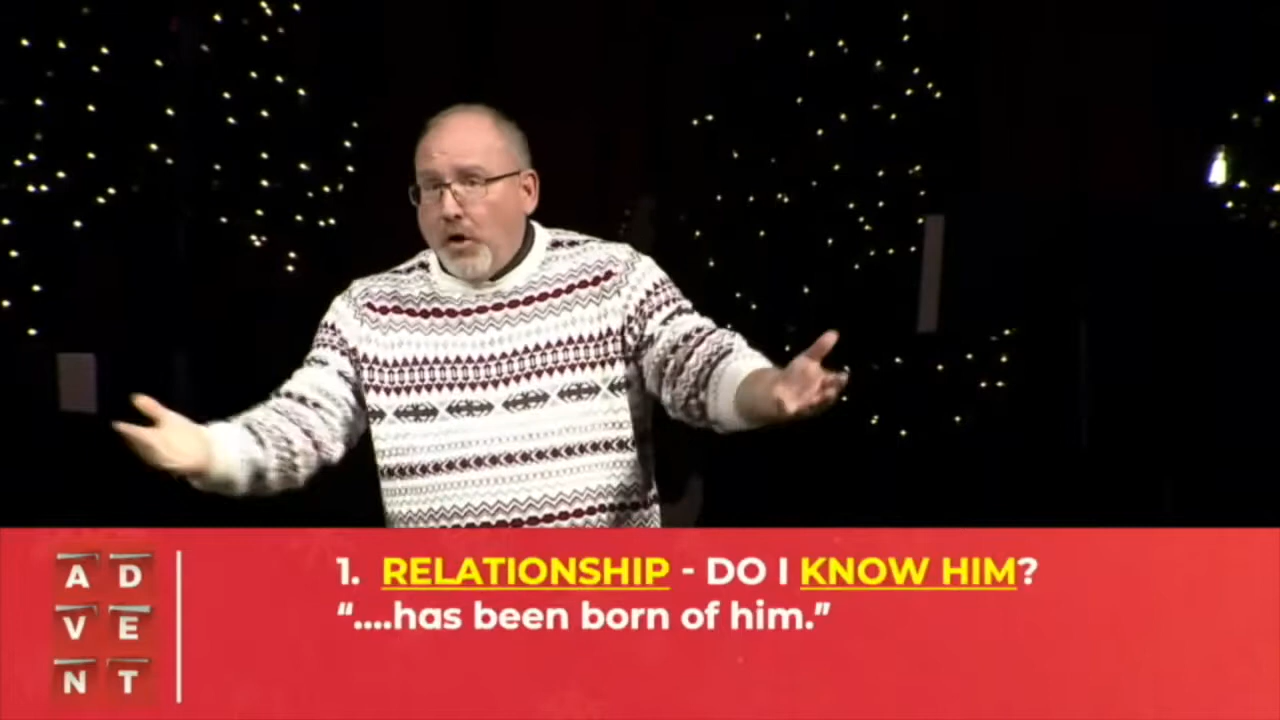 A D
V E
N T
1. RELATIONSHIP - DO I KNOW HIM?
“....has been born of him.”